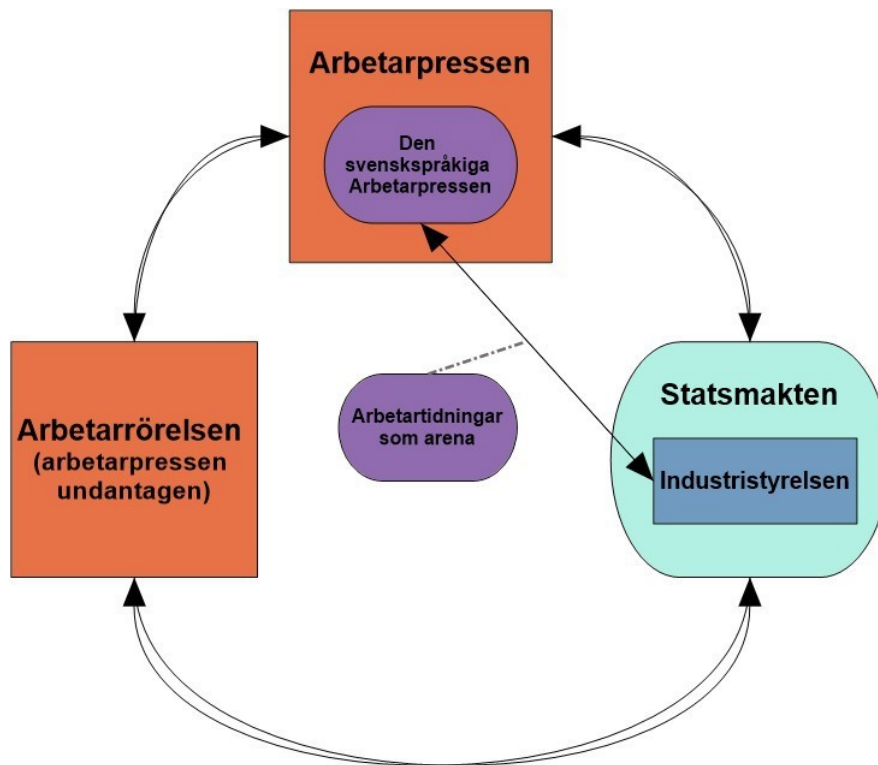 Arbetarpressen
Den
svenskspråkiga
Arbetarpressen
Arbetarrörelsen
(arbetarpressen
undantagen)
Arbetartidningar
som arena
Statsmakten
Industristyrelsen